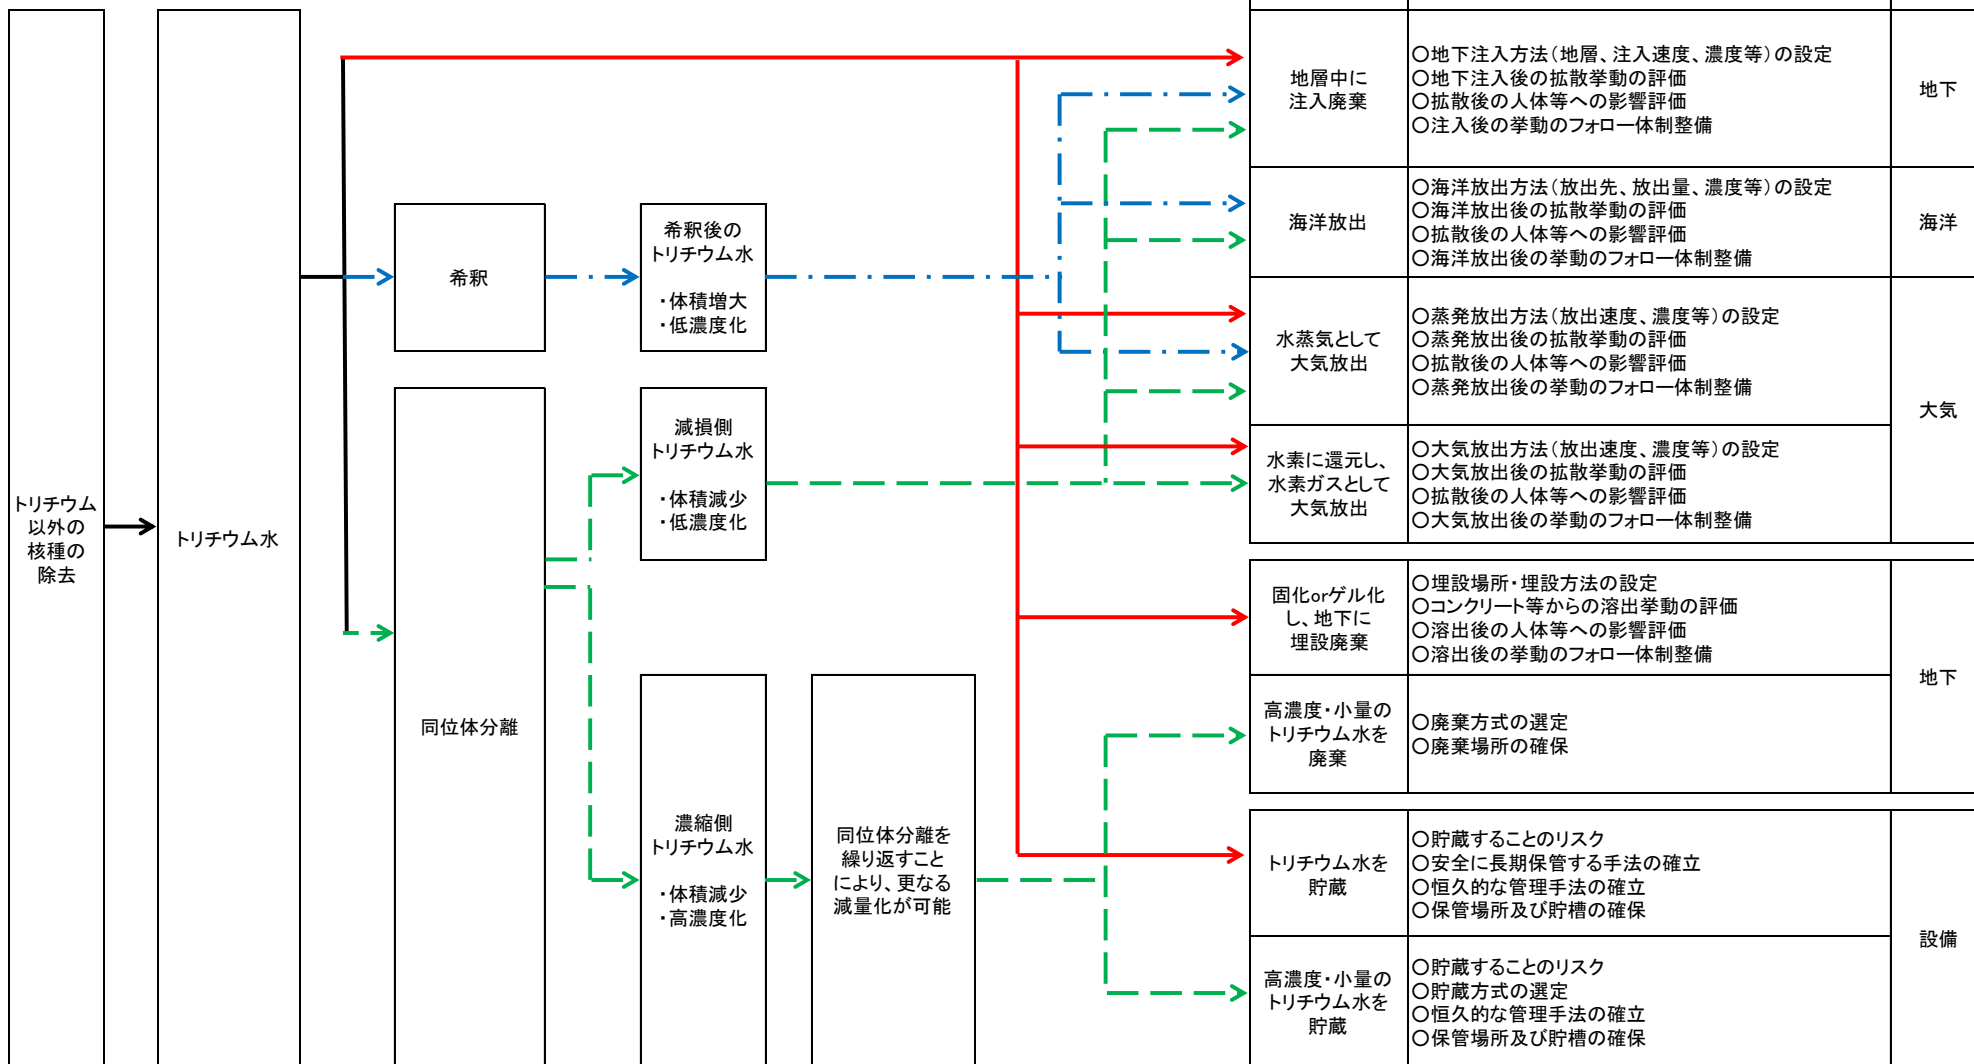 トリチウム
以外の
核種の
除去
トリチウム水
希釈
希釈後の
トリチウム水
・体積増大
・低濃度化
同位体分離
減損側
トリチウム水
・体積減少
・低濃度化
濃縮側
トリチウム水
・体積減少
・高濃度化
同位体分離を
繰り返すこと
により、更なる
減量化が可能
地層中に
注入廃棄
○地下注入方法(地層、注入速度、濃度等)の設定
○地下注入後の拡散挙動の評価
○拡散後の人体等への影響評価
○注入後の挙動のフォロー体制整備
地下
海洋放出
○海洋放出方法(放出先、放出量、濃度等)の設定
○海洋放出後の拡散挙動の評価
○拡散後の人体等への影響評価
○海洋放出後の挙動のフォロー体制整備
海洋
水蒸気として
大気放出
○蒸発放出方法(放出速度、濃度等)の設定
○蒸発放出後の拡散挙動の評価
○拡散後の人体等への影響評価
○蒸発放出後の挙動のフォロー体制整備
大気
水素に還元し、
水素ガスとして
大気放出
○大気放出方法(放出速度、濃度等)の設定
○大気放出後の拡散挙動の評価
○拡散後の人体等への影響評価
○大気放出後の挙動のフォロー体制整備
固化orゲル化
し、地下に
埋設廃棄
○埋設場所・埋設方法の設定
○コンクリート等からの溶出挙動の評価
○溶出後の人体等への影響評価
○溶出後の挙動のフォロー体制整備
地下
高濃度・小量の
トリチウム水を
廃棄
○廃棄方式の選定
○廃棄場所の確保
トリチウム水を
貯蔵
○貯蔵することのリスク
○安全に長期保管する手法の確立
○恒久的な管理手法の確立
○保管場所及び貯槽の確保
設備
高濃度・小量の
トリチウム水を
貯蔵
○貯蔵することのリスク
○貯蔵方式の選定
○恒久的な管理手法の確立
○保管場所及び貯槽の確保